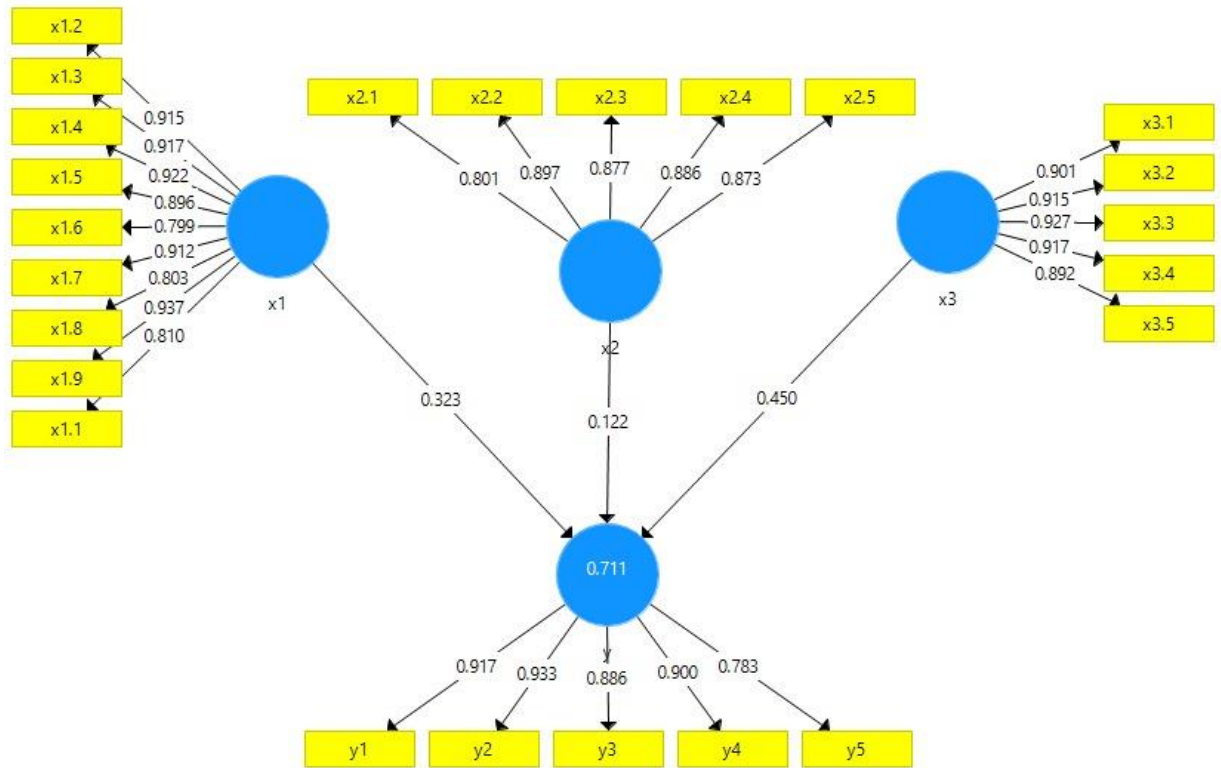 x1.2
x1.3
x1.4
x1.5
x1.6
x1.7
x1.8
x1.9
x1.1
0.915
0.917
0.922
0.896
0.799
0.912
0.803
0.937
0.810
x1
x2.1
x2.2
x2.3
x2.4
x2.5
0.801
0.897
0.877
0.886
0.873
x2
x3.1
x3.2
x3.3
x3.4
x3.5
0.901
0.915
0.927
0.917
0.892
x3
0.323
0.122
0.450
0.711
y
0.917
0.933
0.886
0.900
0.783
y1
y2
y3
y4
y5